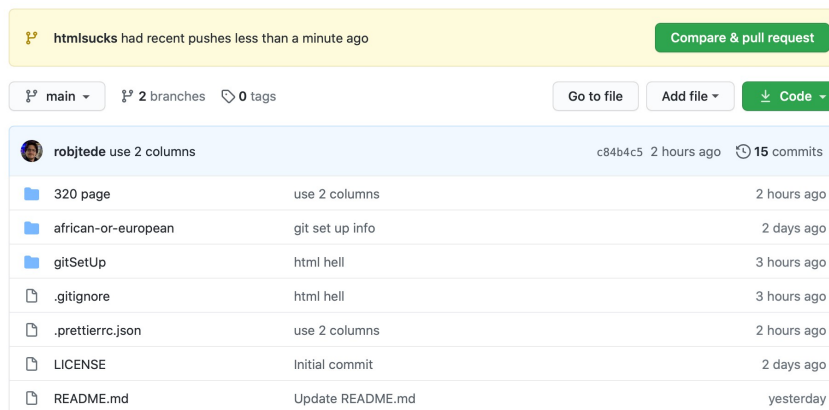 htmlsucks had recent pushes less than a minute ago Compare & pull request
main 2 branches 0 tags Go to file Add file Code
robjtede use 2 columns c84b4c5 2 hours ago 15 commits
320 page use 2 columns 2 hours ago
african-or-european git set up info 2 days ago
gitSetUp html hell 3 hours ago
.gitignore html hell 3 hours ago
.prettierrc.json use 2 columns 2 hours ago
LICENSE Initial commit 2 days ago
README.md Update README.md yesterday